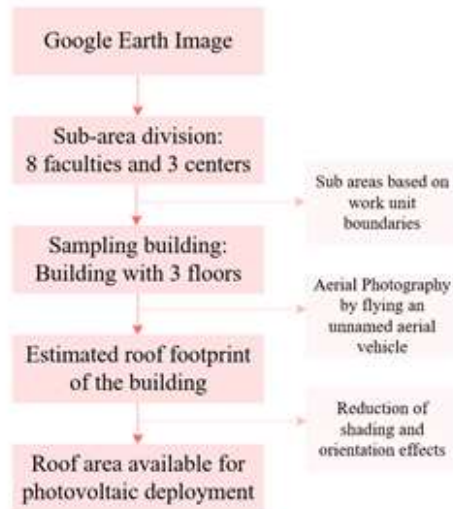 Google Earth Image
Sub-area division:
8 faculties and 3 centers
Sub areas based on
work unit
boundaries
Sampling building:
Building with 3 floors
Aerial Photography
by flying an
unnamed aerial
vehicle
Estimated roof footprint
of the building
Reduction of
shading and
orientation effects
Roof area available for
photovoltaic deployment